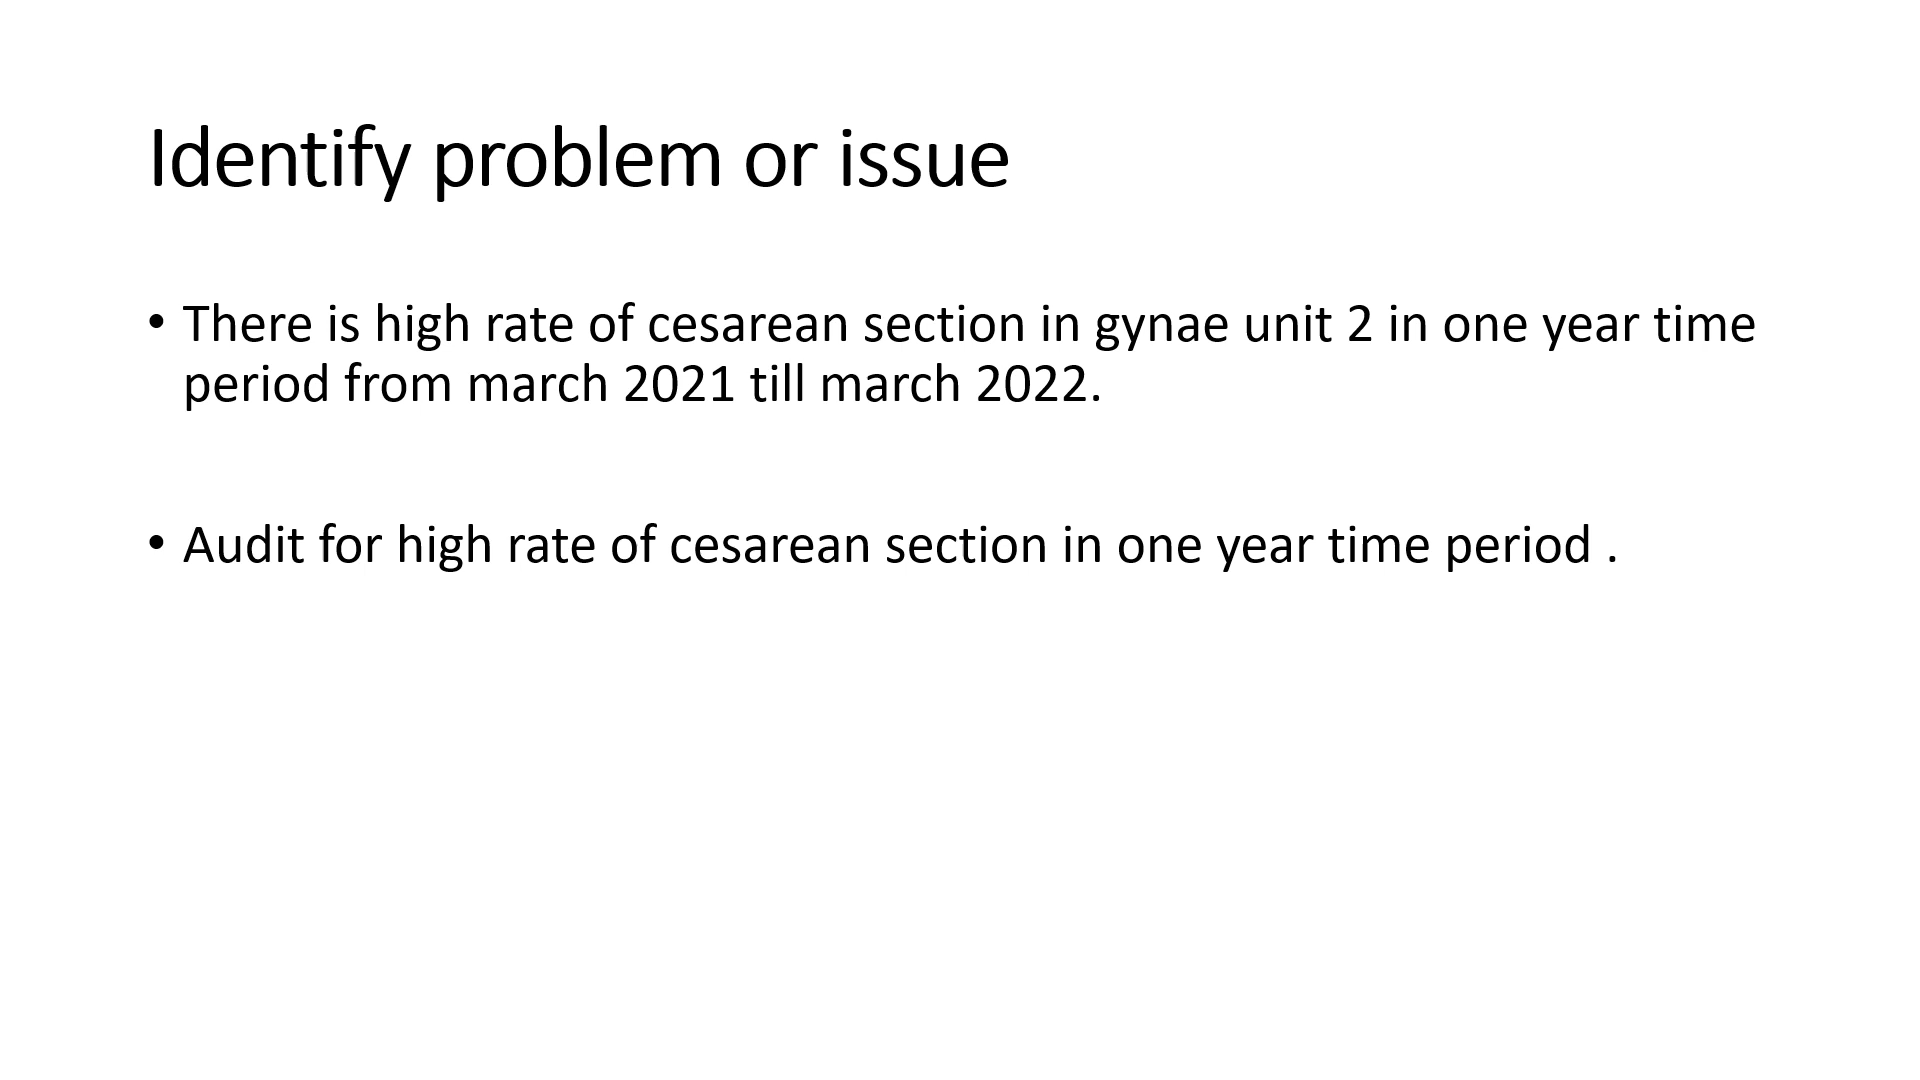 Identify problem or issue
• There is high rate of cesarean section in gynae unit 2 in one year time
period from march 2021 till march 2022.
• Audit for high rate of cesarean section in one year time period .